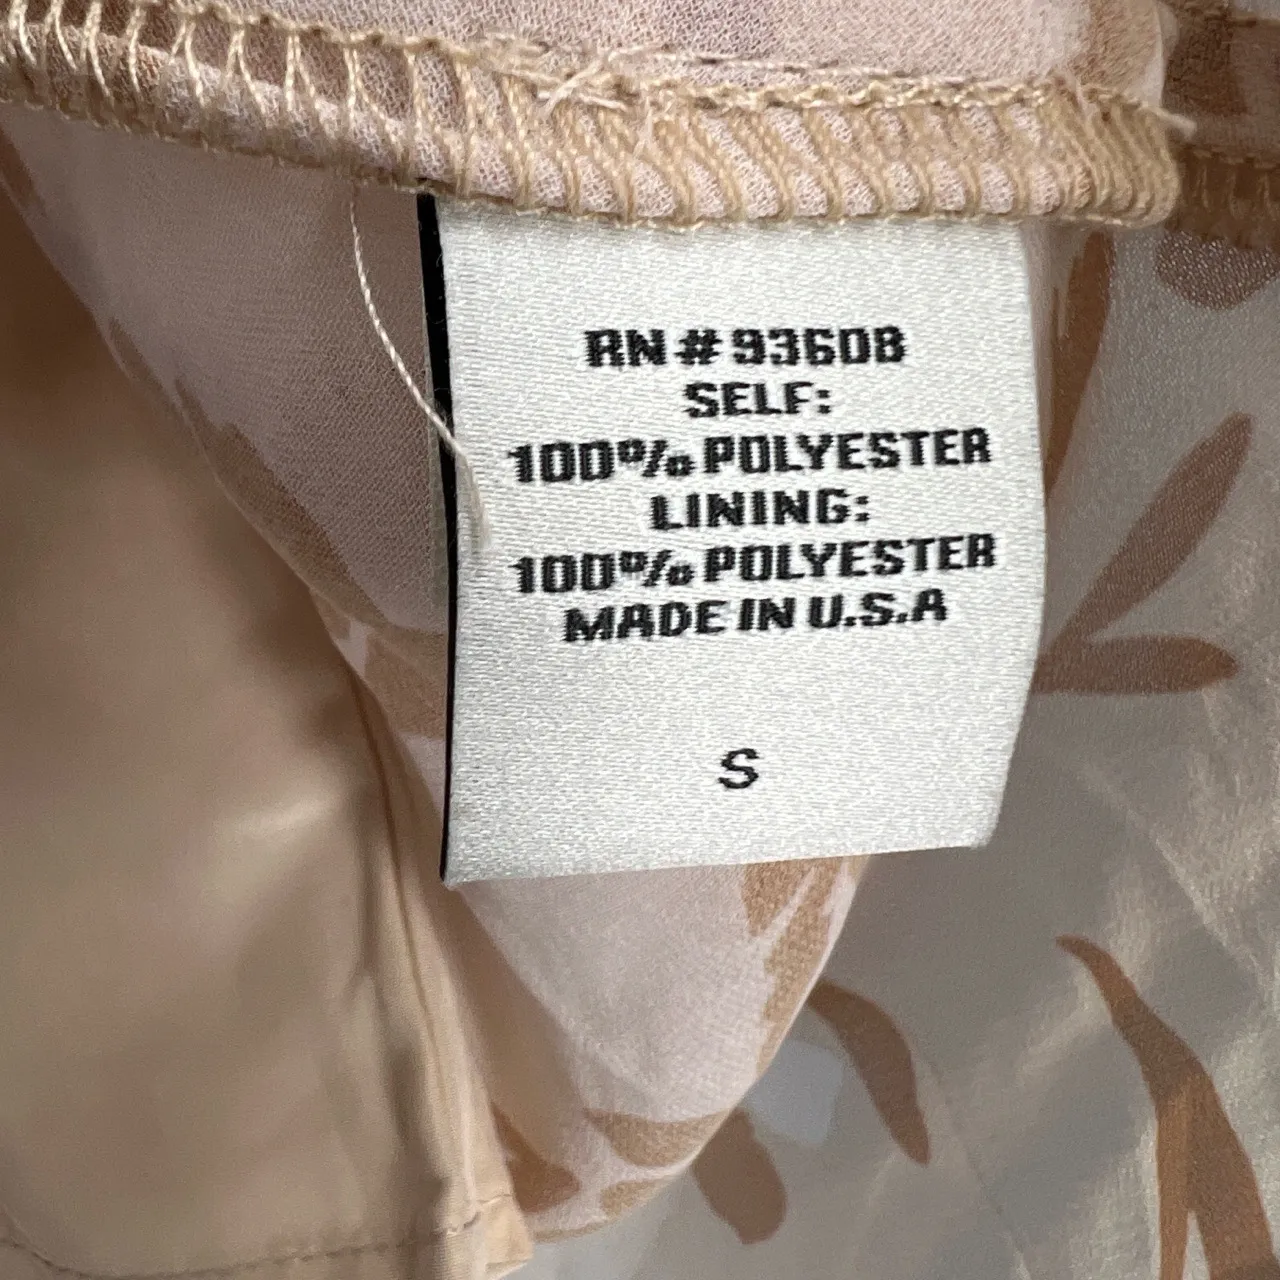 RN # 93608
SELF:
100% POLYESTER
LINING:
100% POLYESTER
MADE IN U.S.A
S